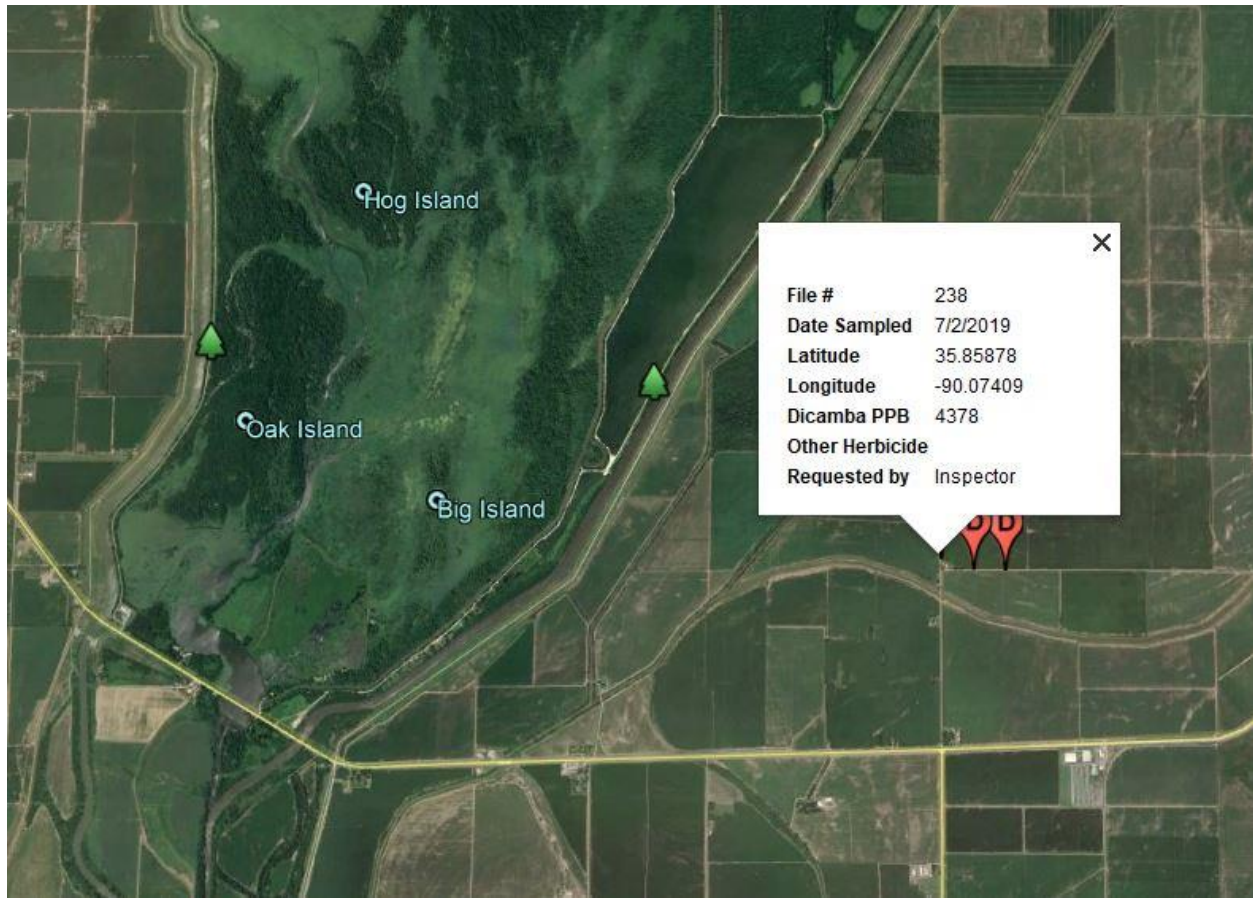 Hog Island
Oak Island
Big Island
File # 238
Date Sampled 7/2/2019
Latitude 35.85878
Longitude -90.07409
Dicamba PPB 4378
Other Herbicide
Requested by Inspector
D D